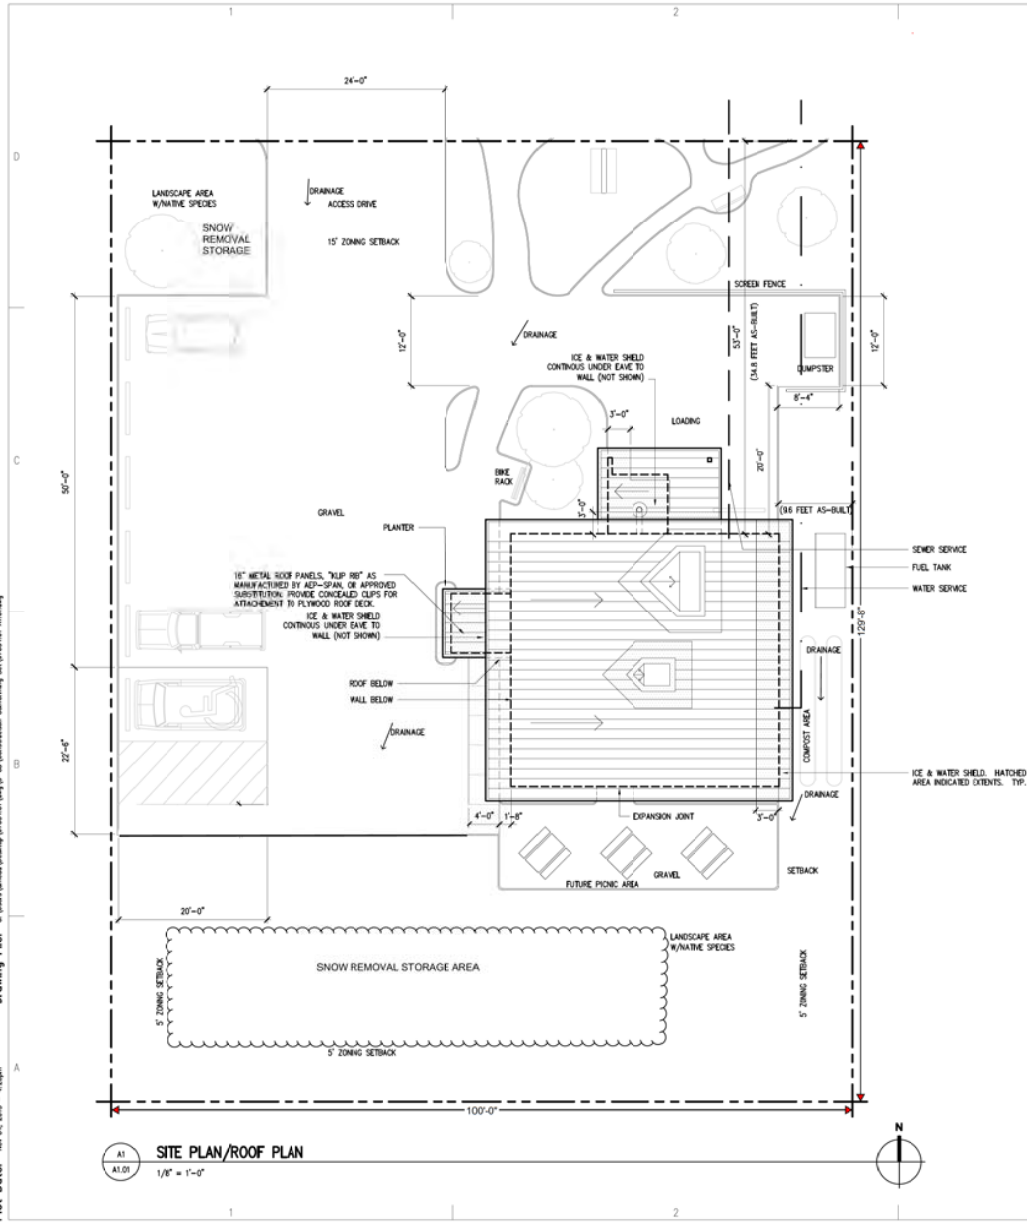 1
2
24'-0"
D
LANDSCAPE AREA
W/NATIVE SPECIES
SNOW
REMOVAL
STORAGE
DRAINAGE
ACCESS DRIVE
15' ZONING SETBACK
SCREEN FENCE
12'-0"
DRAINAGE
53'-0"
(34.8 FEET AS-BUILT)
DUMPSTER
12'-0"
ICE & WATER SHIELD
CONTINOUS UNDER EAVE TO
WALL (NOT SHOWN)
8'-4"
3'-0"
LOADING
C
50'-0"
BIKE
RACK
20'-0"
GRAVEL
3'-0"
(9.6 FEET AS-BUILT)
PLANTER
SEWER SERVICE
FUEL TANK
WATER SERVICE
16" METAL ROOF PANELS, "KLIP RIB" AS
MANUFACTURED BY AEP-SPAN, OR APPROVED
SUBSTITUTION. PROVIDE CONCEALED CLIPS FOR
ATTACHEMENT TO PLYWOOD ROOF DECK.
ICE & WATER SHIELD
CONTINOUS UNDER EAVE TO
WALL (NOT SHOWN)
129'-6"
DRAINAGE
ROOF BELOW
WALL BELOW
DRAINAGE
COMPOST AREA
B
22'-6"
ICE & WATER SHIELD. HATCHED
AREA INDICATED EXTENTS. TYP.
DRAINAGE
4'-0"
1'-8"
EXPANSION JOINT
3'-0"
GRAVEL
SETBACK
FUTURE PICNIC AREA
20'-0"
LANDSCAPE AREA
W/NATIVE SPECIES
SNOW REMOVAL STORAGE AREA
5' ZONING SETBACK
5' ZONING SETBACK
5' ZONING SETBACK
A
100'-0"
A1
A1.01
SITE PLAN/ROOF PLAN
1/8" = 1'-0"
N
1
2